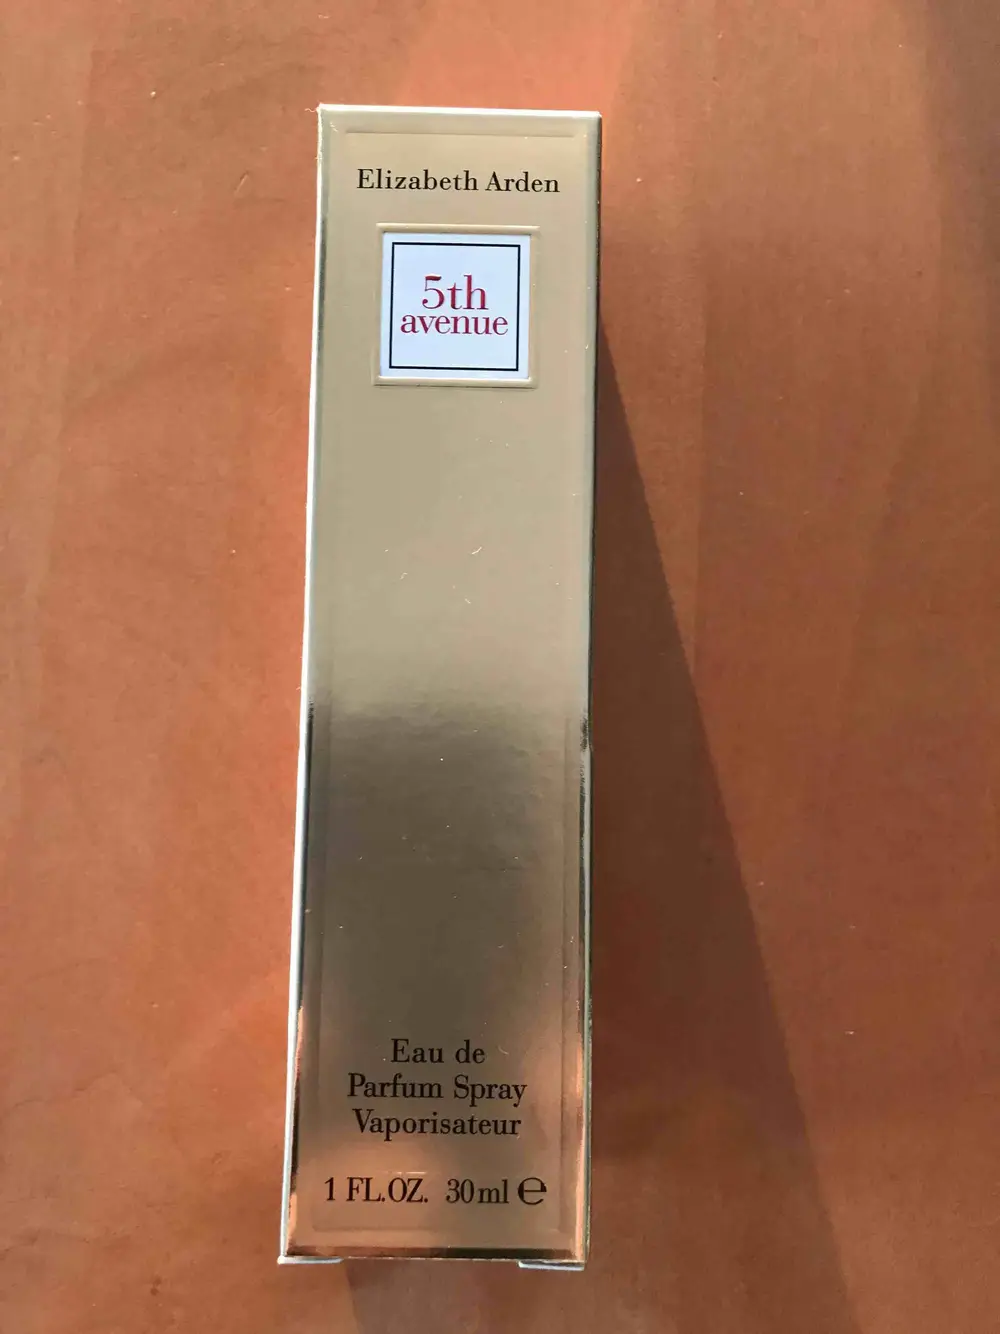 Elizabeth Arden
5th
avenue
Eau de
Parfum Spray
Vaporisateur
1 FL.OZ. 30ml ℮